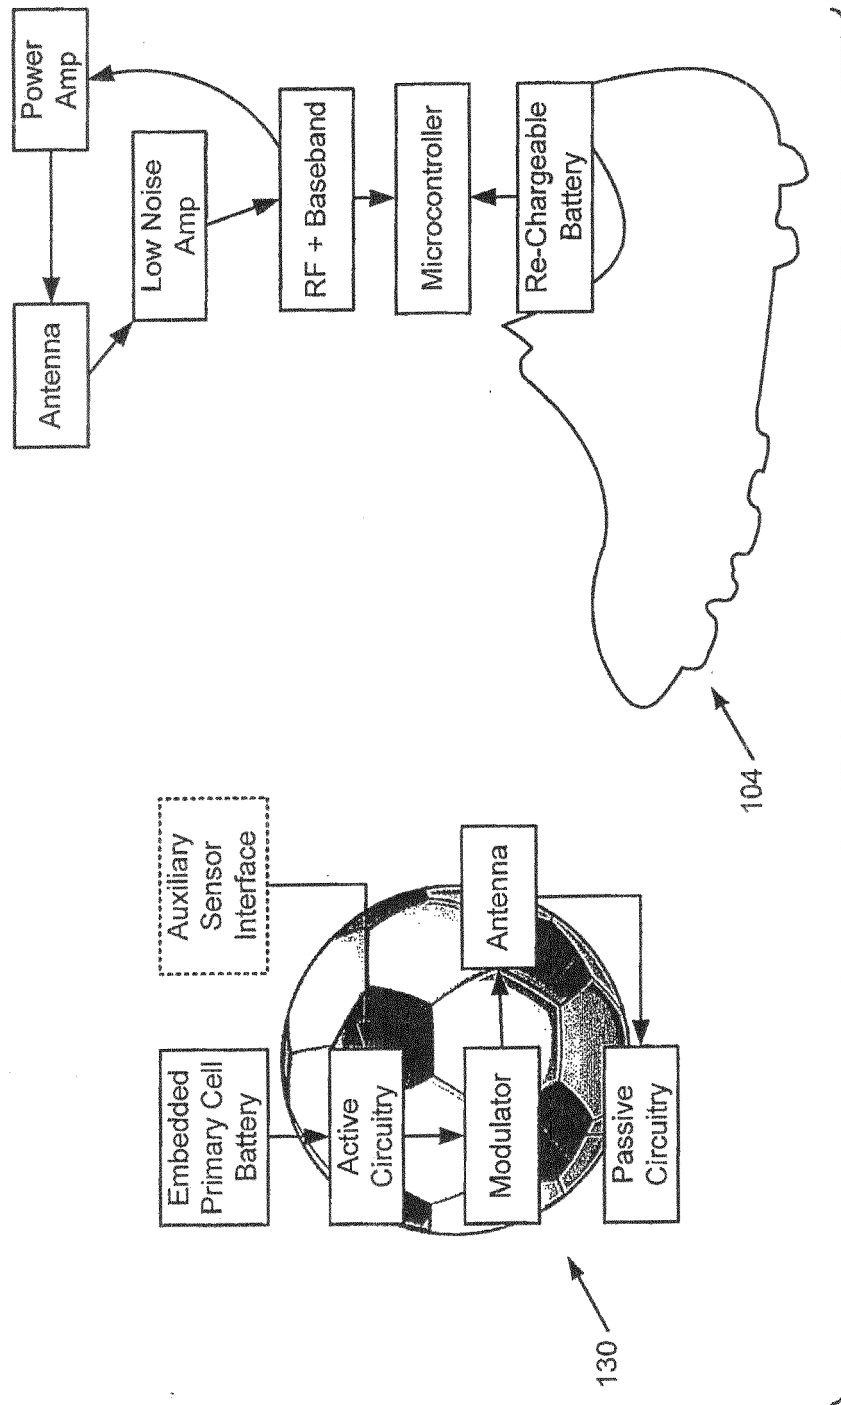 Embedded
Primary Cell
Battery
Auxiliary
Sensor
Interface
Active
Circuitry
Modulator
Antenna
Passive
Circuitry
130
Antenna
Power
Amp
Low Noise
Amp
RF + Baseband
Microcontroller
Re-Chargeable
Battery
104